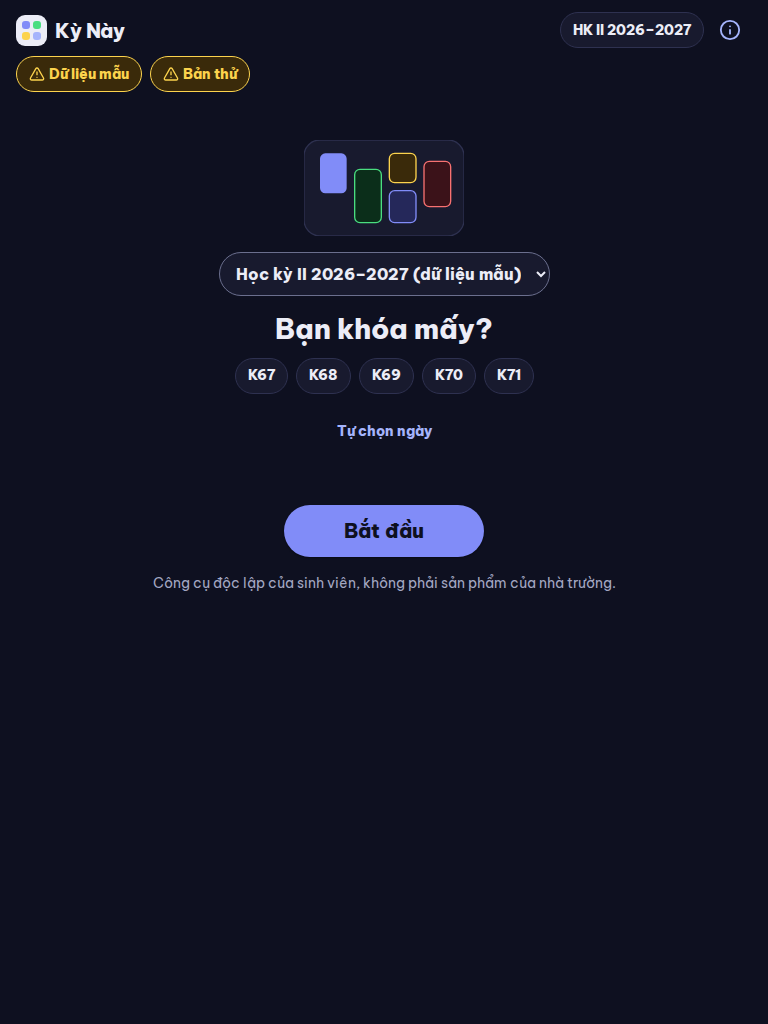 Kỳ Này
HK II 2026–2027
Dữ liệu mẫu
Bản thử
Học kỳ II 2026–2027 (dữ liệu mẫu)
Bạn khóa mấy?
K67 K68 K69 K70 K71
Tự chọn ngày
Bắt đầu
Công cụ độc lập của sinh viên, không phải sản phẩm của nhà trường.